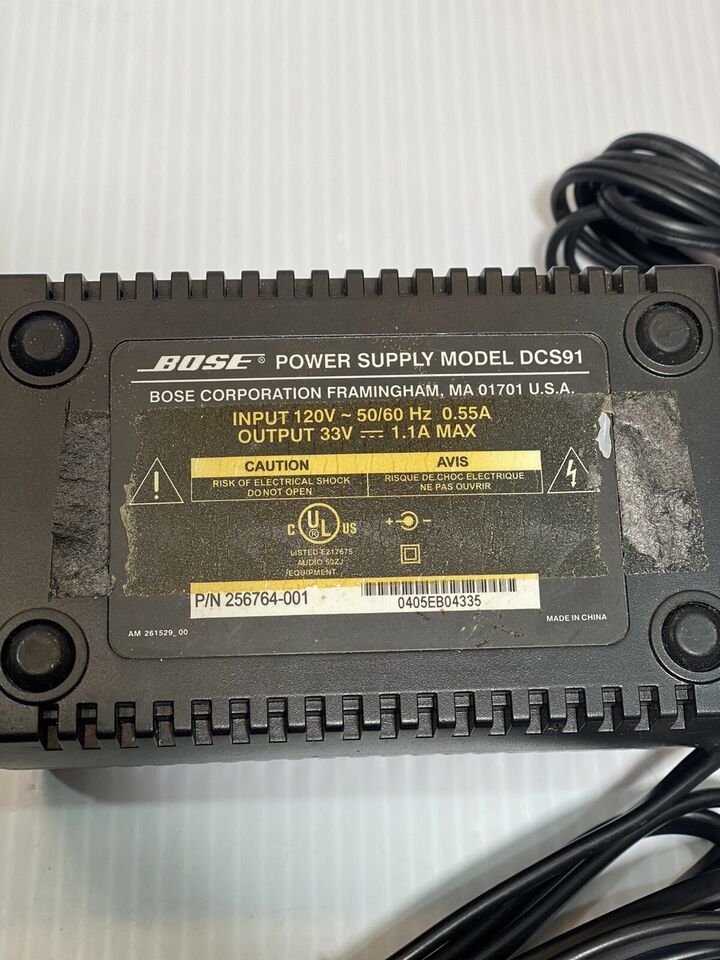 BOSE® POWER SUPPLY MODEL DCS91
BOSE CORPORATION FRAMINGHAM, MA 01701 U.S.A.
INPUT 120V ~ 50/60 Hz 0.55A
OUTPUT 33V ⎓ 1.1A MAX
CAUTION
RISK OF ELECTRICAL SHOCK
DO NOT OPEN
AVIS
RISQUE DE CHOC ELECTRIQUE
NE PAS OUVRIR
C UL® US
LISTED E217675
AUDIO 50ZJ
EQUIPMENT
P/N 256764-001
0405EB04335
AM 261529_00
MADE IN CHINA